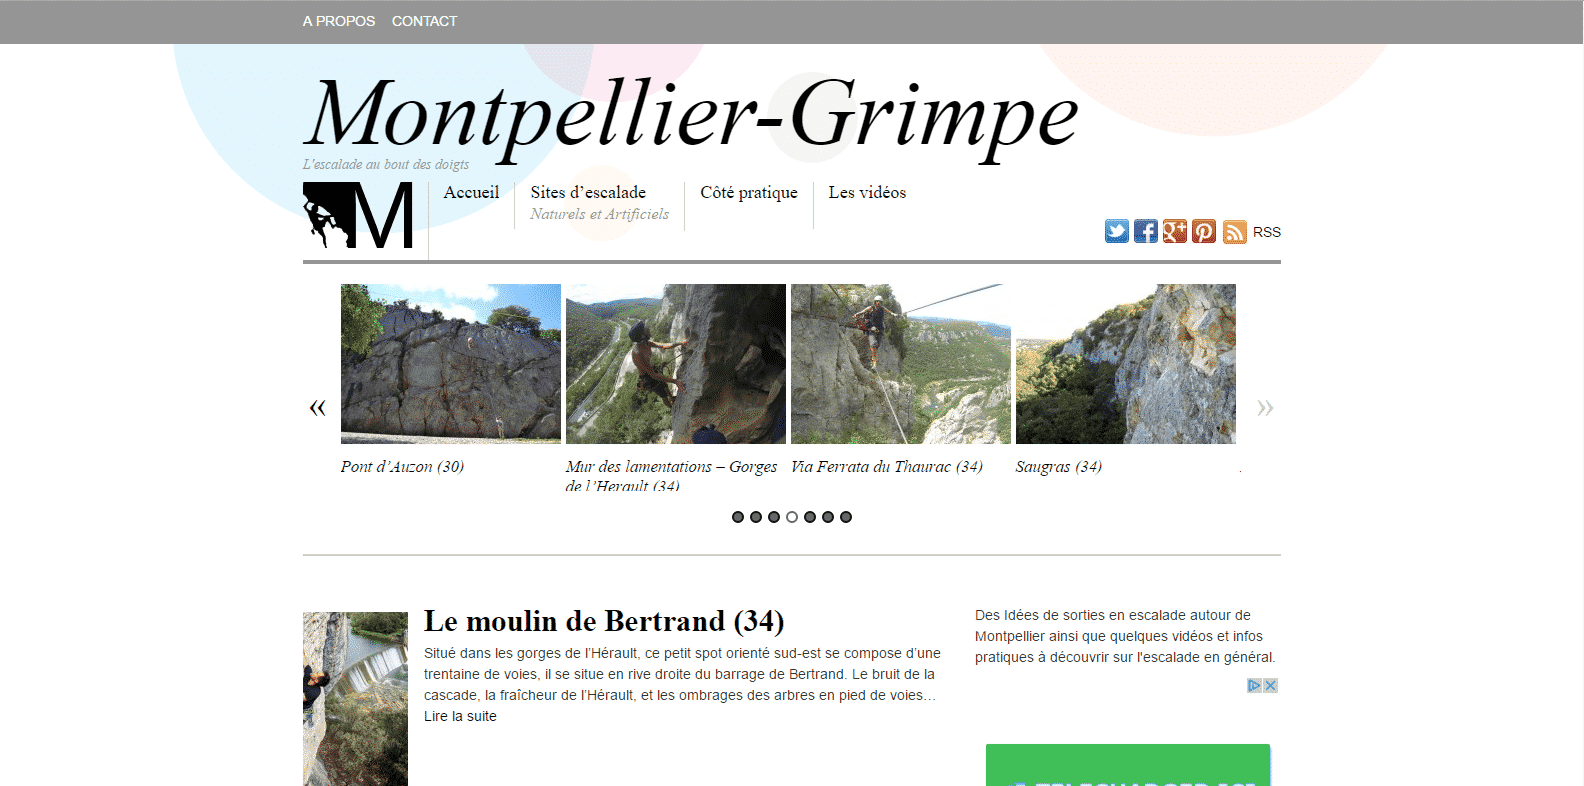 A PROPOS CONTACT
Montpellier-Grimpe
L'escalade au bout des doigts
M
Accueil
Sites d’escalade
Naturels et Artificiels
Côté pratique
Les vidéos
RSS
«
»
Pont d’Auzon (30)
Mur des lamentations – Gorges
de l’Herault (34)
Via Ferrata du Thaurac (34)
Saugras (34)
Le moulin de Bertrand (34)
Situé dans les gorges de l’Hérault, ce petit spot orienté sud-est se compose d’une
trentaine de voies, il se situe en rive droite du barrage de Bertrand. Le bruit de la
cascade, la fraîcheur de l’Hérault, et les ombrages des arbres en pied de voies…
Lire la suite
Des Idées de sorties en escalade autour de
Montpellier ainsi que quelques vidéos et infos
pratiques à découvrir sur l'escalade en général.